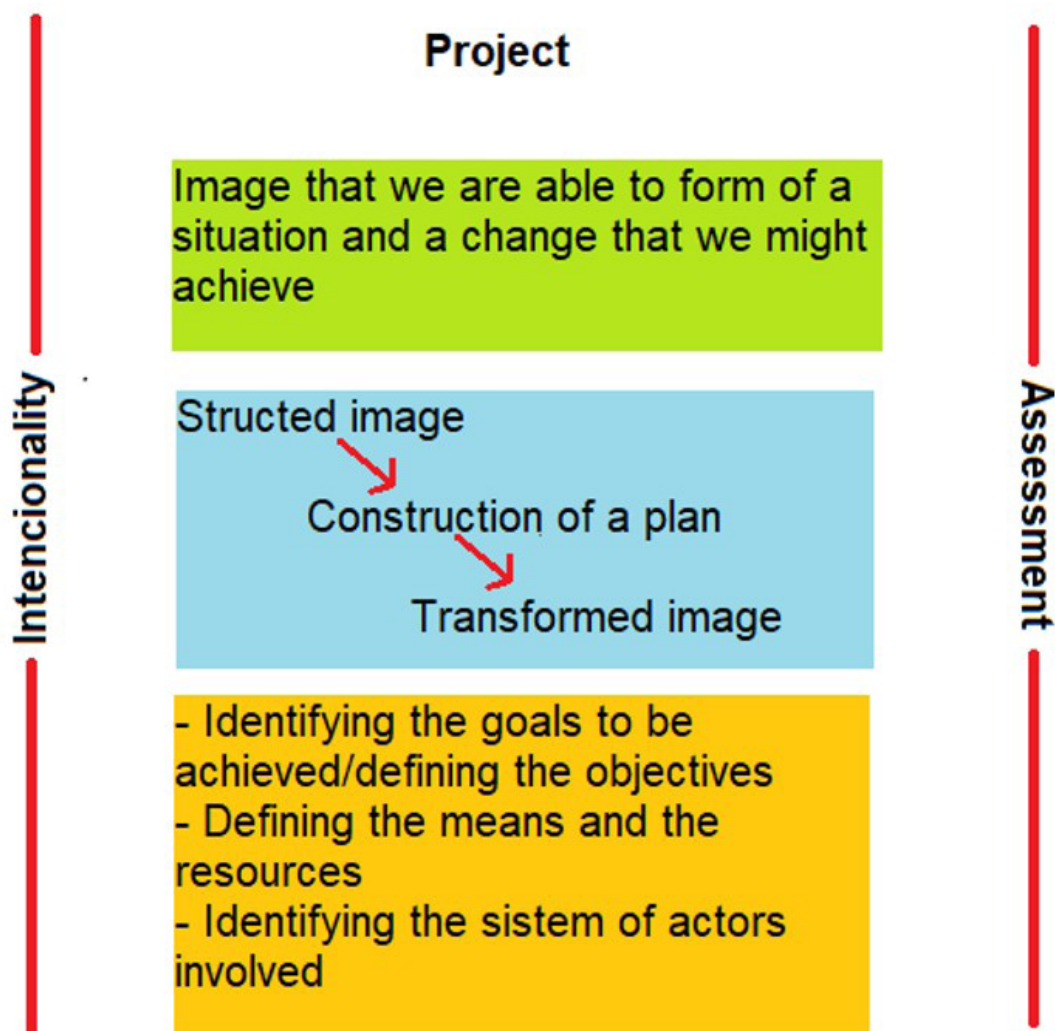 Project
Image that we are able to form of a
situation and a change that we might
achieve
Intencionality
Structed image
Construction of a plan
Transformed image
Assessment
- Identifying the goals to be
achieved/defining the objectives
- Defining the means and the
resources
- Identifying the sistem of actors
involved